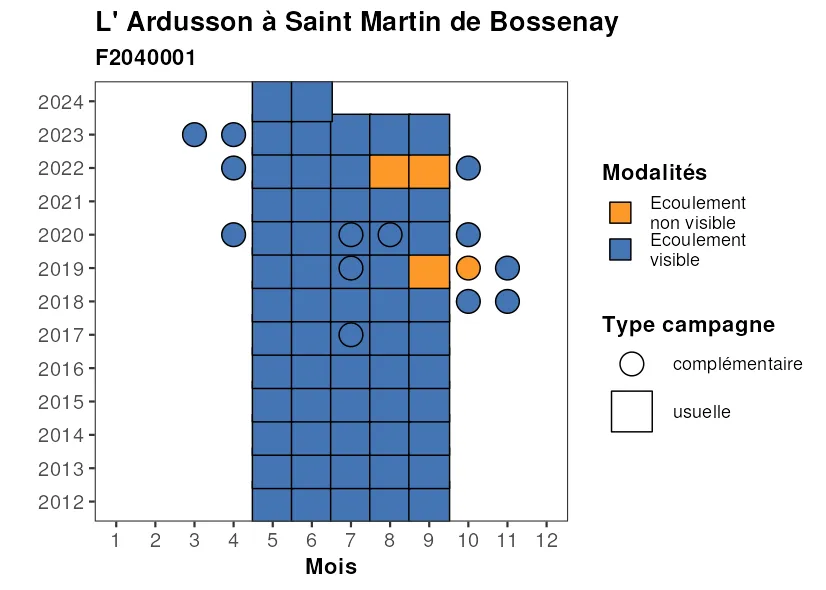 L' Ardusson à Saint Martin de Bossenay
F2040001
2024
2023
2022
2021
2020
2019
2018
2017
2016
2015
2014
2013
2012
1 2 3 4 5 6 7 8 9 10 11 12
Mois
Modalités
Ecoulement
non visible
Ecoulement
visible
Type campagne
complémentaire
usuelle